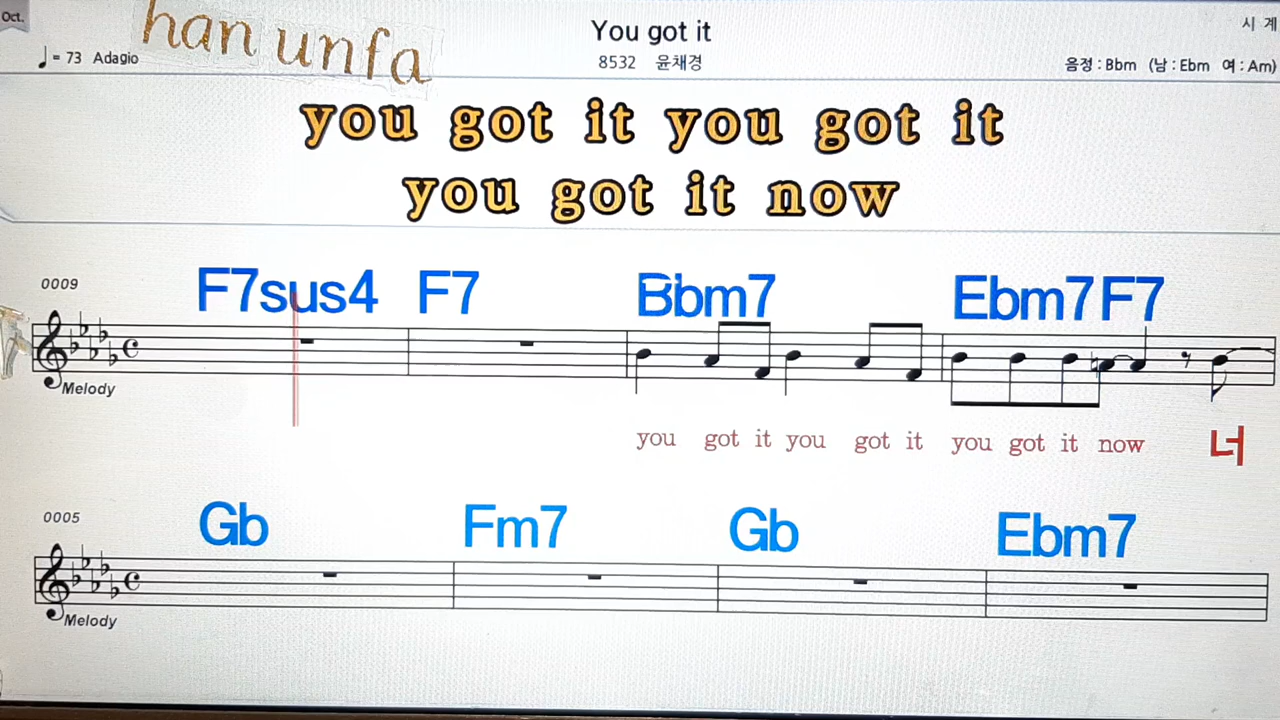 Oct.
han unfa
You got it
시 계
♩= 73 Adagio
8532 윤채경
음정 : Bbm (남 : Ebm 여 : Am)
you got it you got it
you got it now
0009
F7sus4 F7 Bbm7 Ebm7 F7
Melody
you got it you got it you got it now 너
0005
Gb Fm7 Gb Ebm7
Melody